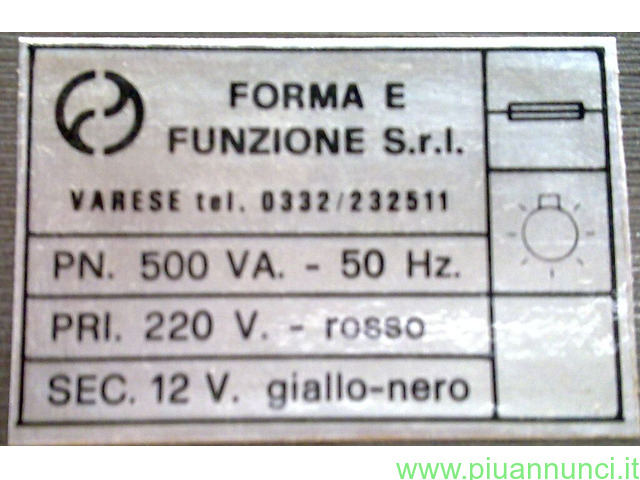 FORMA E
FUNZIONE S.r.l.
VARESE tel. 0332/232511
PN. 500 VA. - 50 Hz.
PRI. 220 V. - rosso
SEC. 12 V. giallo-nero
www.piuannunci.it